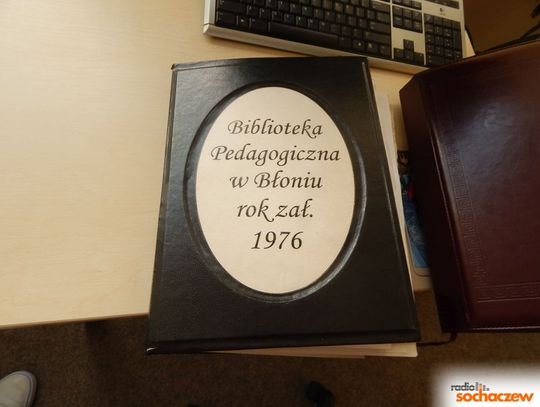 Biblioteka
Pedagogiczna
w Błoniu
rok zał.
1976
radio
sochaczew